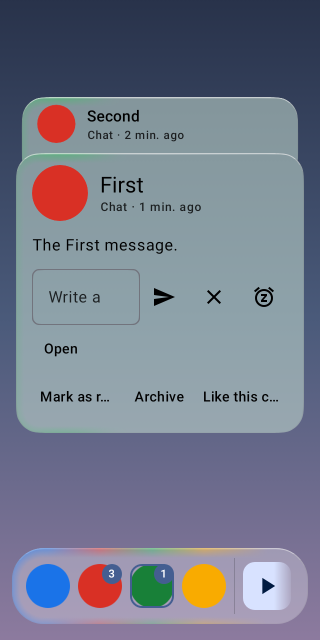 Second
Chat · 2 min. ago
First
Chat · 1 min. ago
The First message.
Write a
Open
Mark as r… Archive Like this c…
3 1